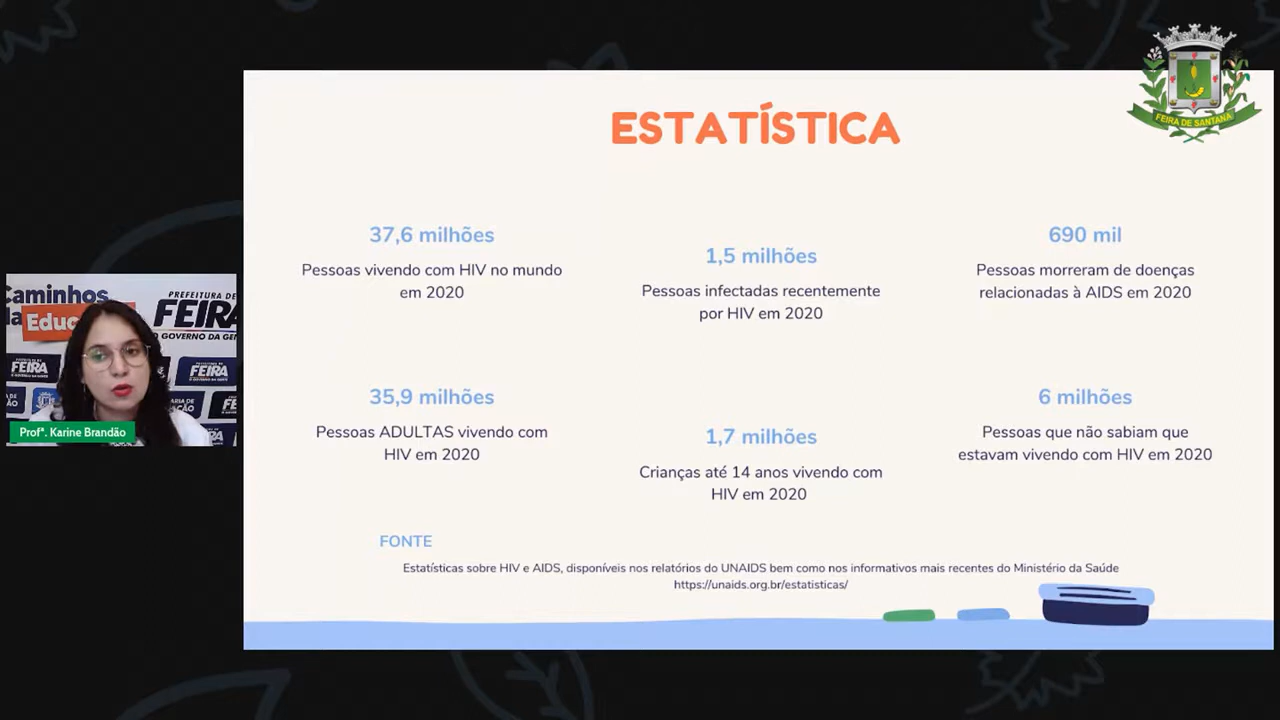 FEIRA DE SANTANA
ESTATÍSTICA
37,6 milhões
Pessoas vivendo com HIV no mundo
em 2020
1,5 milhões
Pessoas infectadas recentemente
por HIV em 2020
690 mil
Pessoas morreram de doenças
relacionadas à AIDS em 2020
35,9 milhões
Pessoas ADULTAS vivendo com
HIV em 2020
1,7 milhões
Crianças até 14 anos vivendo com
HIV em 2020
6 milhões
Pessoas que não sabiam que
estavam vivendo com HIV em 2020
FONTE
Estatísticas sobre HIV e AIDS, disponíveis nos relatórios do UNAIDS bem como nos informativos mais recentes do Ministério da Saúde
https://unaids.org.br/estatisticas/
Caminhos
da Educ
PREFEITURA DE
FEIRA
O GOVERNO DA GEN
FEIRA
FEIRA
Profª. Karine Brandão